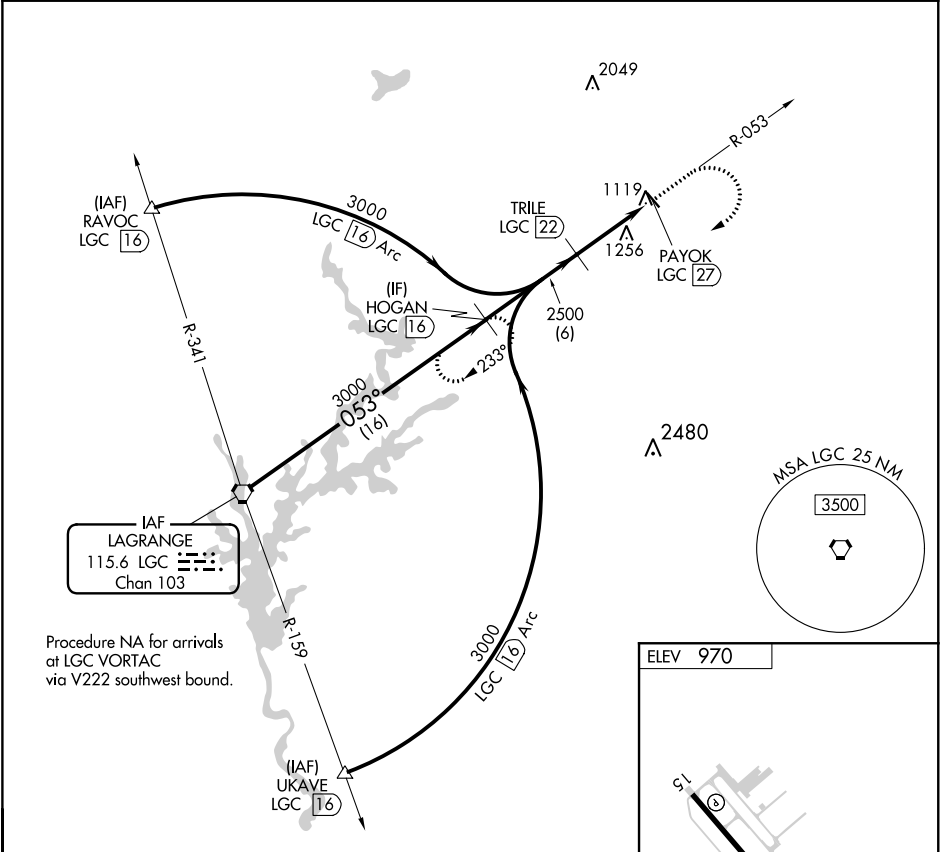 2049
R-053
(IAF)
RAVOC
LGC 16
3000
LGC 16 Arc
TRILE
LGC 22
1119
1256
PAYOK
LGC 27
(IF)
HOGAN
LGC 16
2500
(6)
233°
R-341
3000
053°
(16)
2480
MSA LGC 25 NM
3500
IAF
LAGRANGE
115.6 LGC
Chan 103
R-159
Procedure NA for arrivals
at LGC VORTAC
via V222 southwest bound.
3000
LGC 16 Arc
(IAF)
UKAVE
LGC 16
ELEV 970
15
P